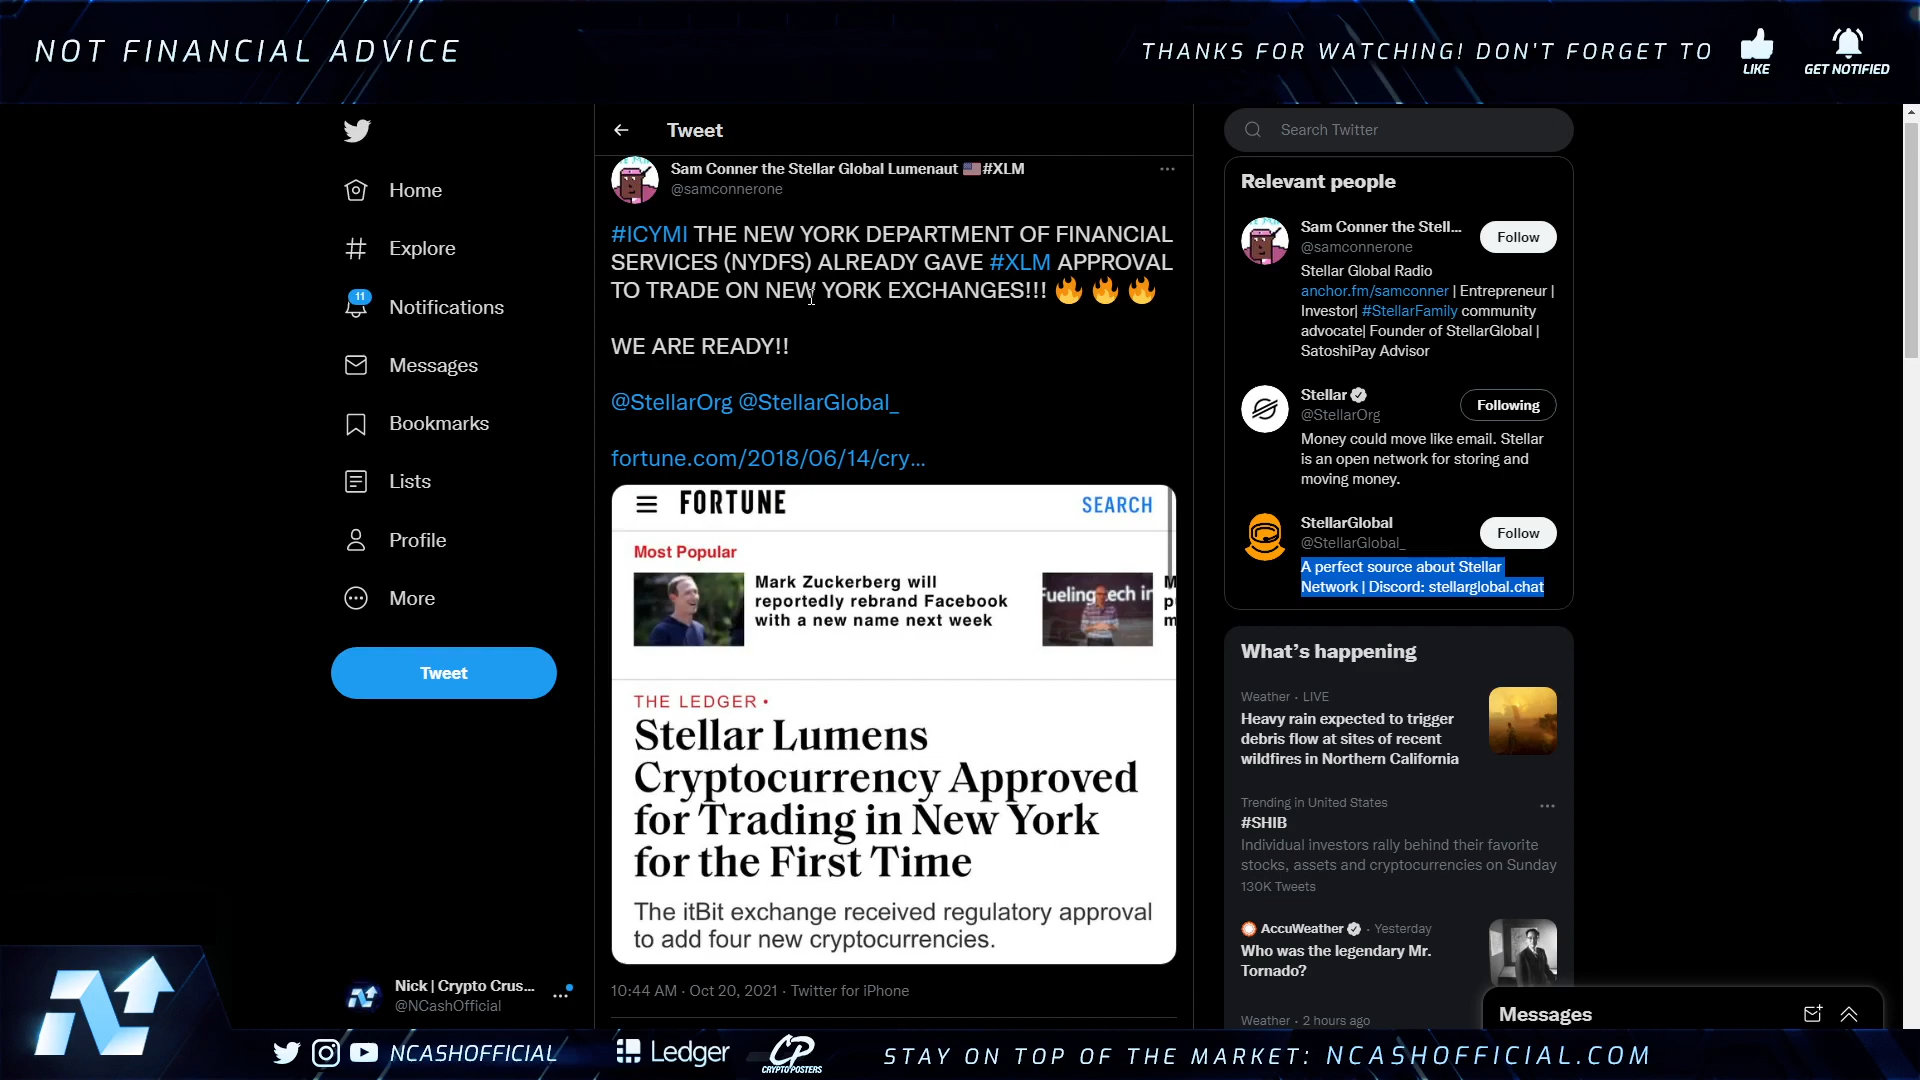 NOT FINANCIAL ADVICE
THANKS FOR WATCHING! DON'T FORGET TO
LIKE
GET NOTIFIED
Home
Explore
11
Notifications
Messages
Bookmarks
Lists
Profile
More
Tweet
Nick | Crypto Crus...
@NCashOfficial
Tweet
Sam Conner the Stellar Global Lumenaut 🇺🇸#XLM
@samconnerone
#ICYMI THE NEW YORK DEPARTMENT OF FINANCIAL
SERVICES (NYDFS) ALREADY GAVE #XLM APPROVAL
TO TRADE ON NEW YORK EXCHANGES!!! 🔥 🔥 🔥
WE ARE READY!!
@StellarOrg @StellarGlobal_
fortune.com/2018/06/14/cry...
FORTUNE
SEARCH
Most Popular
Mark Zuckerberg will
reportedly rebrand Facebook
with a new name next week
Fueling tech in
THE LEDGER •
Stellar Lumens
Cryptocurrency Approved
for Trading in New York
for the First Time
The itBit exchange received regulatory approval
to add four new cryptocurrencies.
10:44 AM · Oct 20, 2021 · Twitter for iPhone
Search Twitter
Relevant people
Sam Conner the Stell...
@samconnerone
Follow
Stellar Global Radio
anchor.fm/samconner | Entrepreneur |
Investor| #StellarFamily community
advocate| Founder of StellarGlobal |
SatoshiPay Advisor
Stellar
@StellarOrg
Following
Money could move like email. Stellar
is an open network for storing and
moving money.
StellarGlobal
@StellarGlobal_
Follow
A perfect source about Stellar
Network | Discord: stellarglobal.chat
What's happening
Weather · LIVE
Heavy rain expected to trigger
debris flow at sites of recent
wildfires in Northern California
Trending in United States
#SHIB
Individual investors rally behind their favorite
stocks, assets and cryptocurrencies on Sunday
130K Tweets
AccuWeather · Yesterday
Who was the legendary Mr.
Tornado?
Weather · 2 hours ago
Messages
NCASHOFFICIAL
Ledger
CP
CRYPTOPOSTERS
STAY ON TOP OF THE MARKET: NCASHOFFICIAL.COM